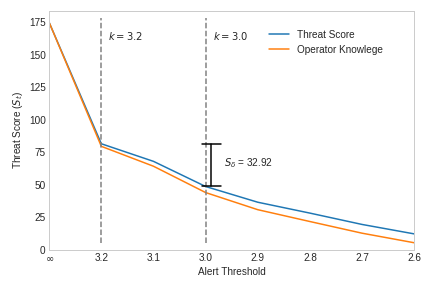 175
150
125
100
75
50
25
0
Threat Score (Sₜ)
k = 3.2
k = 3.0
Threat Score
Operator Knowlege
S_δ = 32.92
∞ 3.2 3.1 3.0 2.9 2.8 2.7 2.6
Alert Threshold